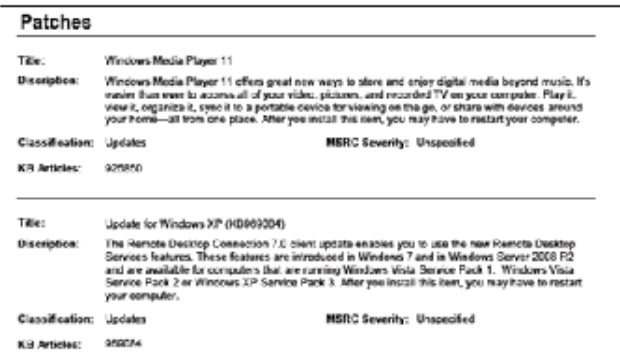 Patches
Title: Windows Media Player 11
Discription: Windows Media Player 11 offers great new ways to store and enjoy digital media beyond music. It's
easier than ever to access all of your video, pictures, and recorded TV on your computer. Play it,
view it, organize it, sync it to a portable device for viewing on the go, or share with devices around
your home—all from one place. After you install this item, you may have to restart your computer.
Classification: Updates MSRC Severity: Unspecified
KB Articles: 925850
Title: Update for Windows XP (KB969084)
Discription: The Remote Desktop Connection 7.0 client update enables you to use the new Remote Desktop
Services features. These features are introduced in Windows 7 and in Windows Server 2008 R2
and are available for computers that are running Windows Vista Service Pack 1, Windows Vista
Service Pack 2 or Windows XP Service Pack 3. After you install this item, you may have to restart
your computer.
Classification: Updates MSRC Severity: Unspecified
KB Articles: 969084